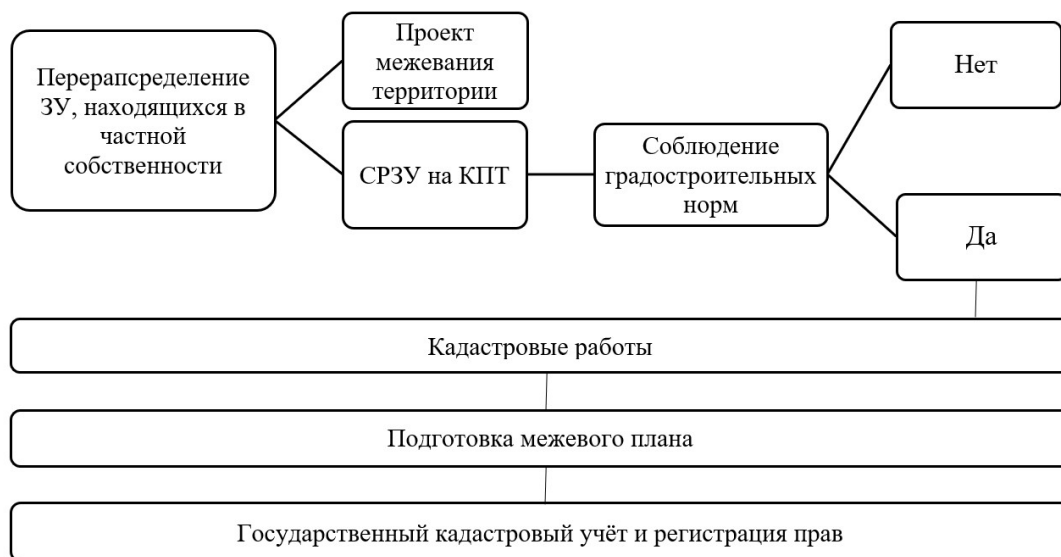 Перерапсределение
ЗУ, находящихся в
частной
собственности
Проект
межевания
территории
СРЗУ на КПТ
Соблюдение
градостроительных
норм
Нет
Да
Кадастровые работы
Подготовка межевого плана
Государственный кадастровый учёт и регистрация прав